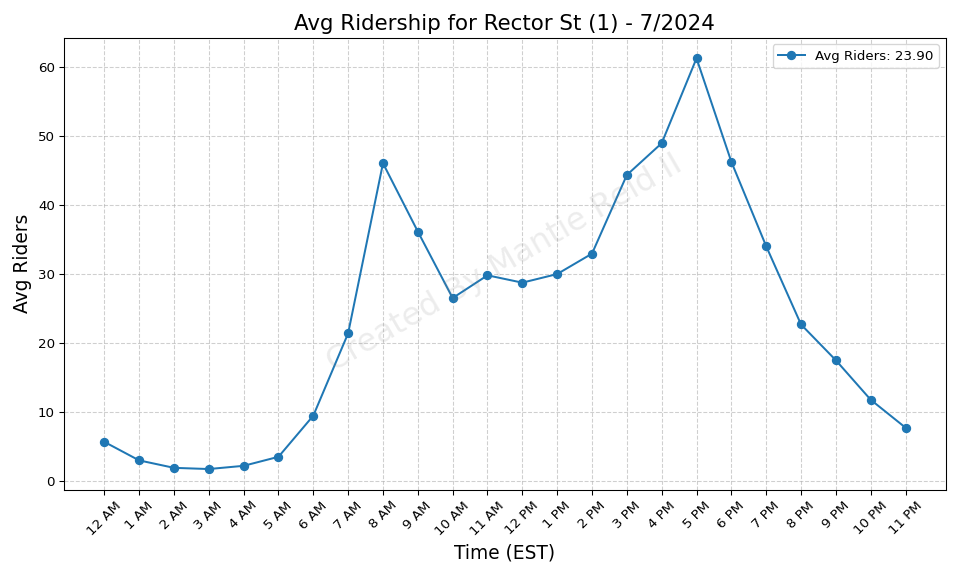 Avg Ridership for Rector St (1) - 7/2024
Avg Riders: 23.90
60
50
40
30
20
10
0
Avg Riders
Created By Mantle Reid II
12 AM
1 AM
2 AM
3 AM
4 AM
5 AM
6 AM
7 AM
8 AM
9 AM
10 AM
11 AM
12 PM
1 PM
2 PM
3 PM
4 PM
5 PM
6 PM
7 PM
8 PM
9 PM
10 PM
11 PM
Time (EST)